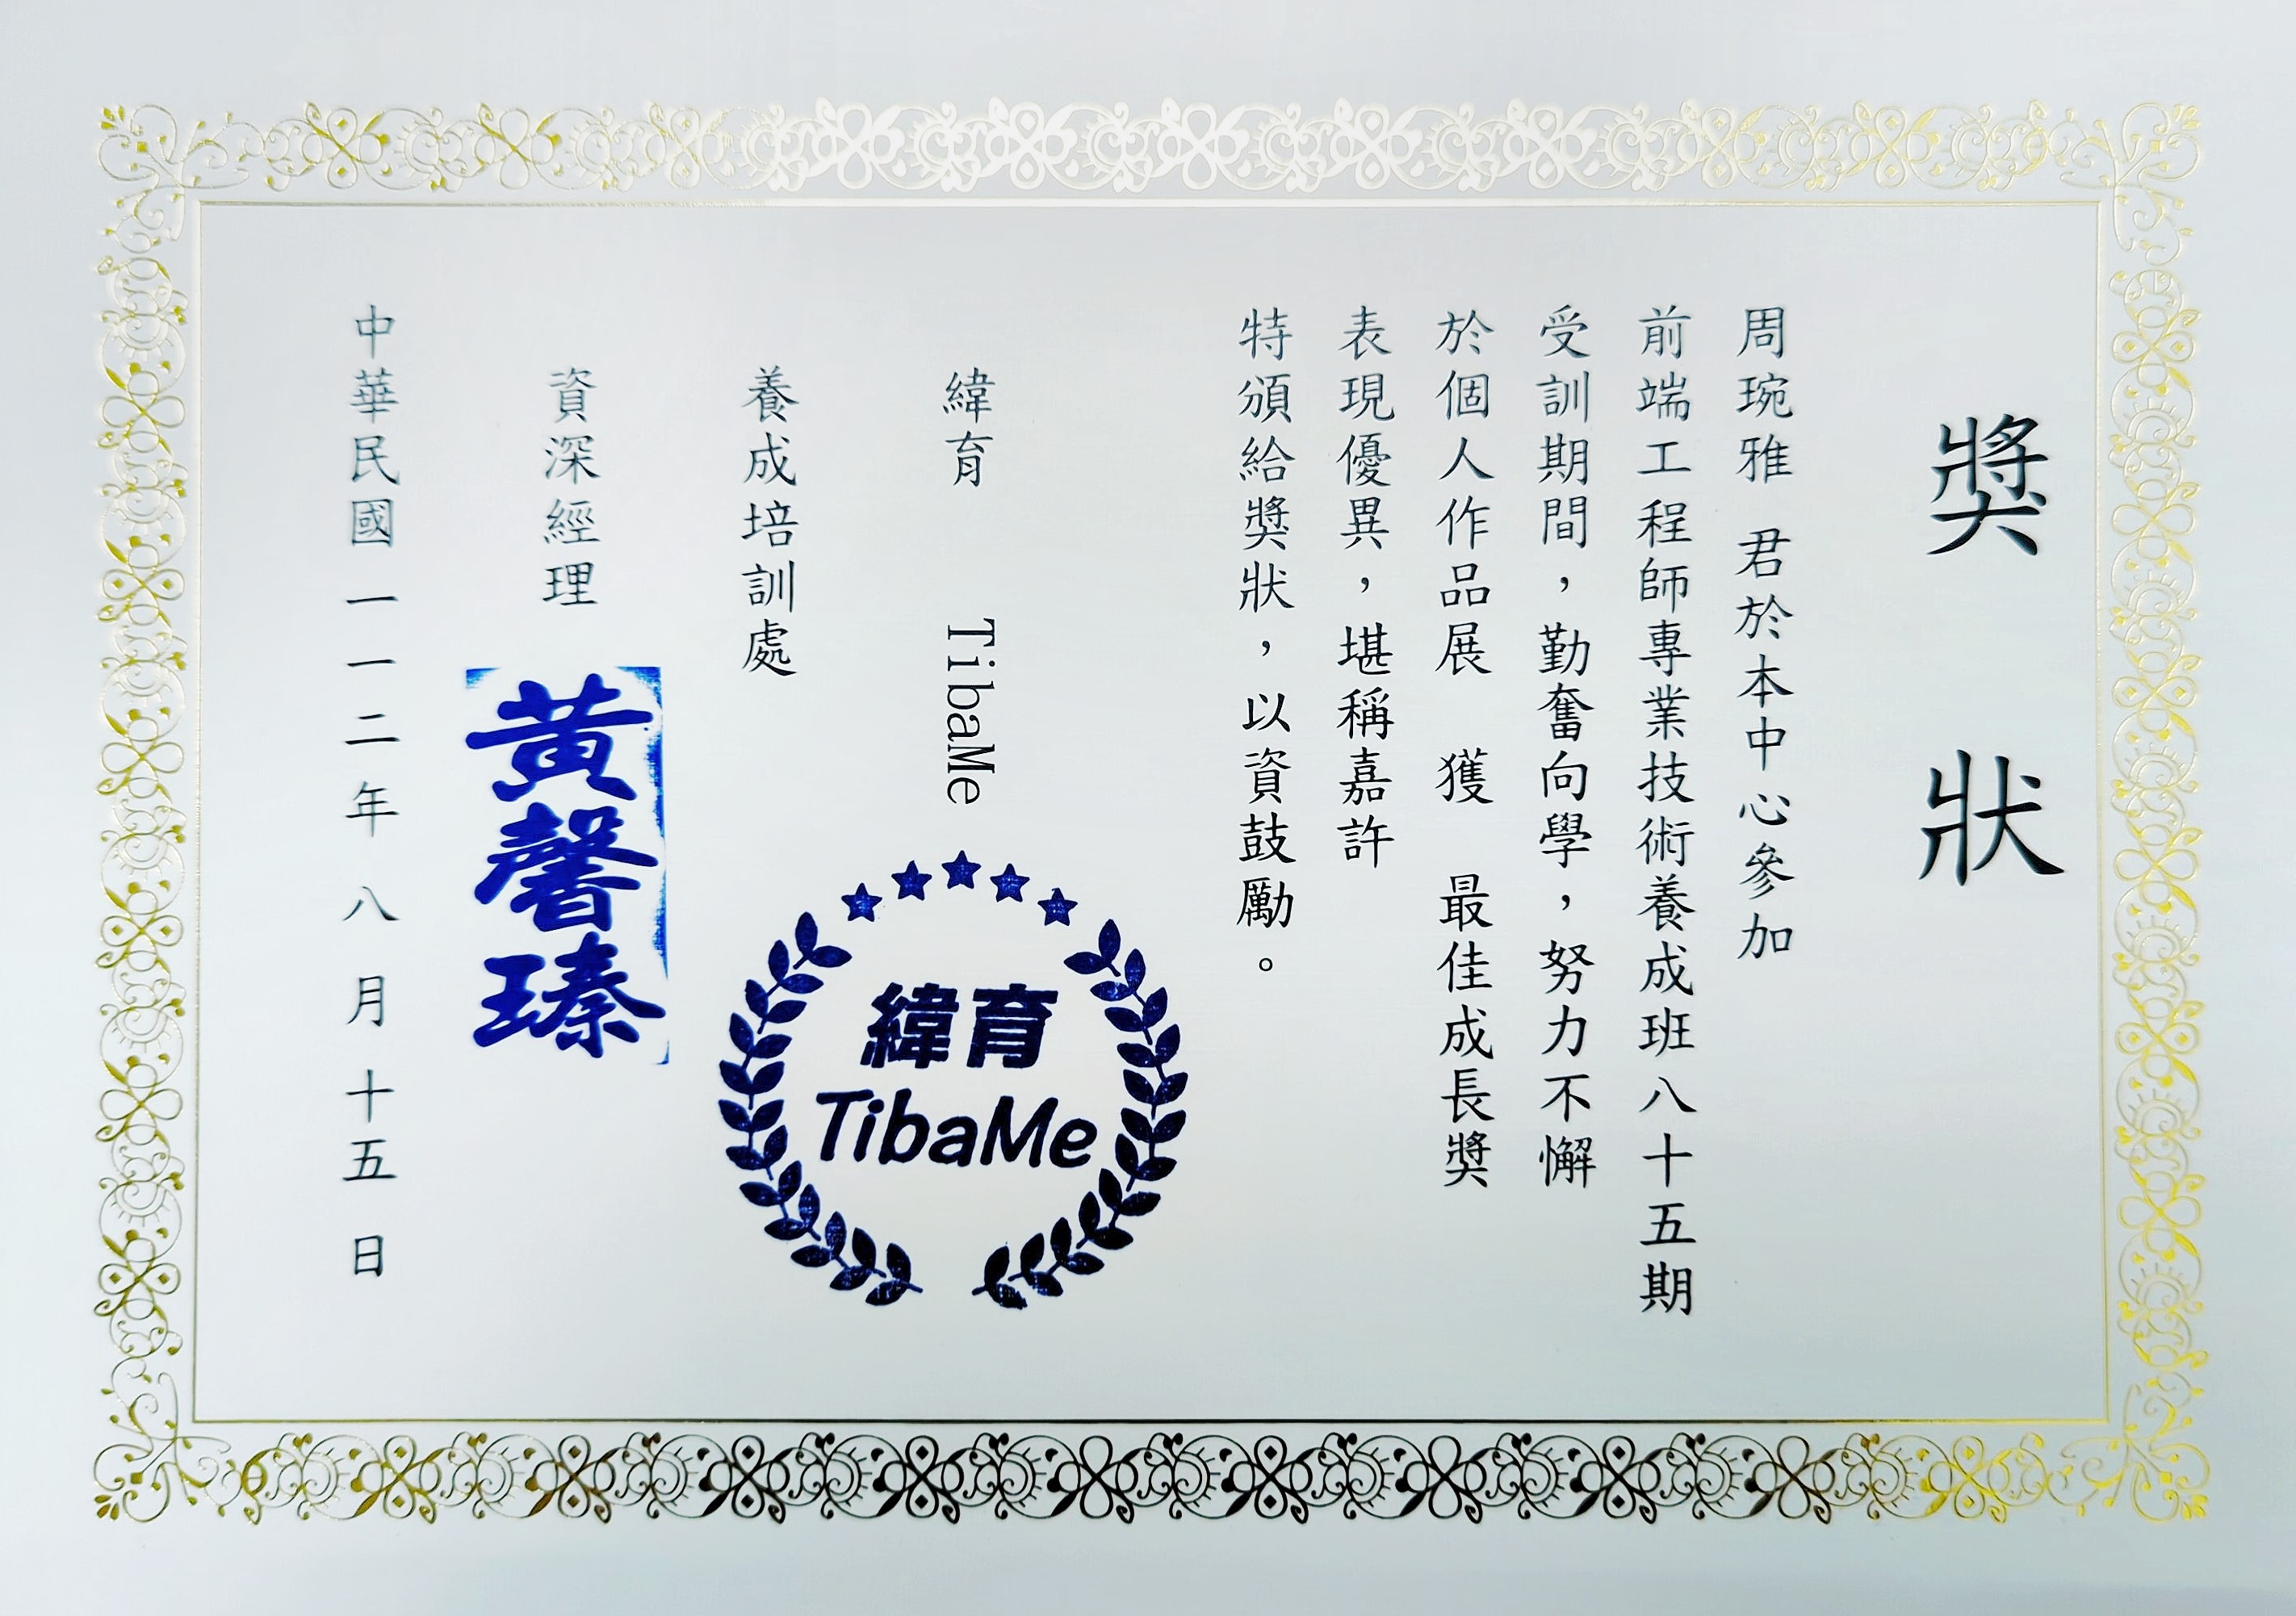 獎狀
周琬雅 君於本中心參加
前端工程師專業技術養成班八十五期
受訓期間，勤奮向學，努力不懈
於個人作品展 獲 最佳成長獎
表現優異，堪稱嘉許
特頒給獎狀，以資鼓勵。
緯育 TibaMe
緯育
TibaMe
養成培訓處
資深經理 黃馨瑧
中華民國一一二年八月十五日